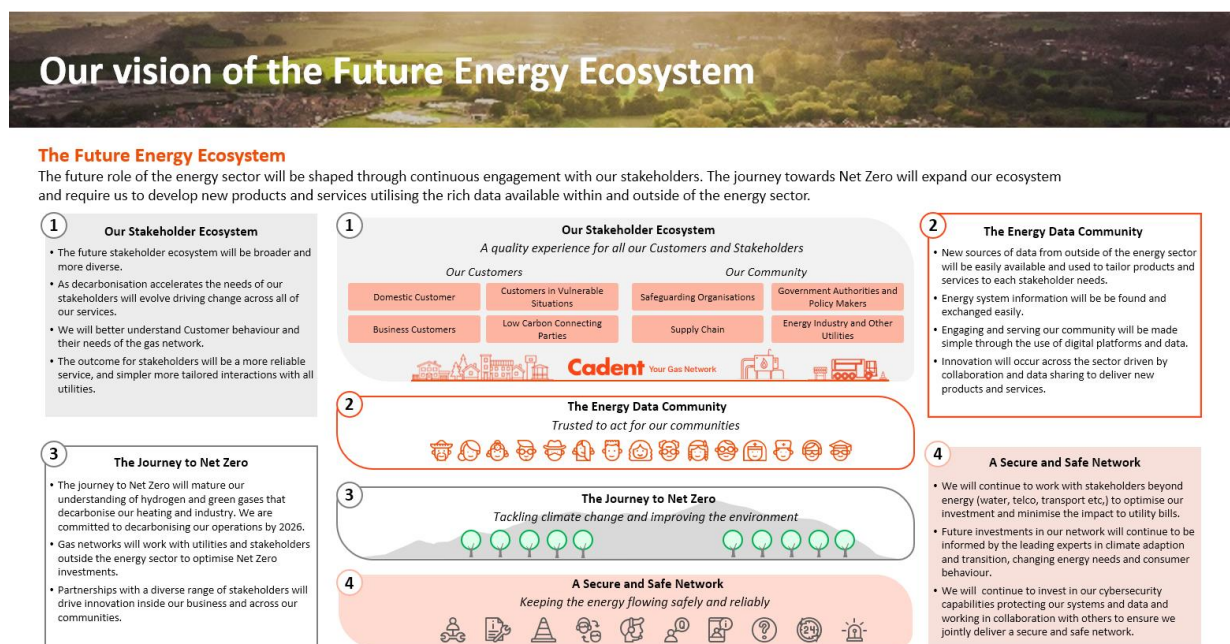 Our vision of the Future Energy Ecosystem
The Future Energy Ecosystem
The future role of the energy sector will be shaped through continuous engagement with our stakeholders. The journey towards Net Zero will expand our ecosystem
and require us to develop new products and services utilising the rich data available within and outside of the energy sector.
1
Our Stakeholder Ecosystem
• The future stakeholder ecosystem will be broader and
more diverse.
• As decarbonisation accelerates the needs of our
stakeholders will evolve driving change across all of
our services.
• We will better understand Customer behaviour and
their needs of the gas network.
• The outcome for stakeholders will be a more reliable
service, and simpler more tailored interactions with all
utilities.
1
Our Stakeholder Ecosystem
A quality experience for all our Customers and Stakeholders
Our Customers
Our Community
Domestic Customer
Customers in Vulnerable
Situations
Safeguarding Organisations
Government Authorities and
Policy Makers
Business Customers
Low Carbon Connecting
Parties
Supply Chain
Energy Industry and Other
Utilities
Cadent Your Gas Network
2
The Energy Data Community
• New sources of data from outside of the energy sector
will be easily available and used to tailor products and
services to each stakeholder needs.
• Energy system information will be be found and
exchanged easily.
• Engaging and serving our community will be made
simple through the use of digital platforms and data.
• Innovation will occur across the sector driven by
collaboration and data sharing to deliver new
products and services.
2
The Energy Data Community
Trusted to act for our communities
3
The Journey to Net Zero
• The journey to Net Zero will mature our
understanding of hydrogen and green gases that
decarbonise our heating and industry. We are
committed to decarbonising our operations by 2026.
• Gas networks will work with utilities and stakeholders
outside the energy sector to optimise Net Zero
investments.
• Partnerships with a diverse range of stakeholders will
drive innovation inside our business and across our
communities.
3
The Journey to Net Zero
Tackling climate change and improving the environment
4
A Secure and Safe Network
Keeping the energy flowing safely and reliably
24
4
A Secure and Safe Network
• We will continue to work with stakeholders beyond
energy (water, telco, transport etc,) to optimise our
investment and minimise the impact to utility bills.
• Future investments in our network will continue to be
informed by the leading experts in climate adaption
and transition, changing energy needs and consumer
behaviour.
• We will continue to invest in our cybersecurity
capabilities protecting our systems and data and
working in collaboration with others to ensure we
jointly deliver a secure and safe network.